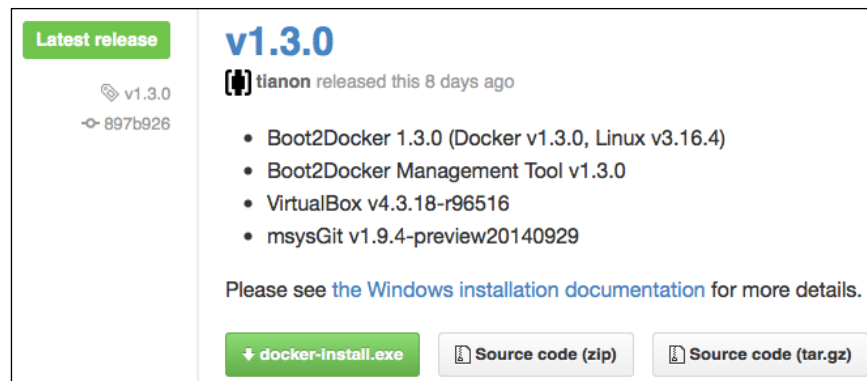 Latest release
v1.3.0
897b926
v1.3.0
tianon released this 8 days ago
Boot2Docker 1.3.0 (Docker v1.3.0, Linux v3.16.4)
Boot2Docker Management Tool v1.3.0
VirtualBox v4.3.18-r96516
msysGit v1.9.4-preview20140929
Please see the Windows installation documentation for more details.
docker-install.exe
Source code (zip)
Source code (tar.gz)